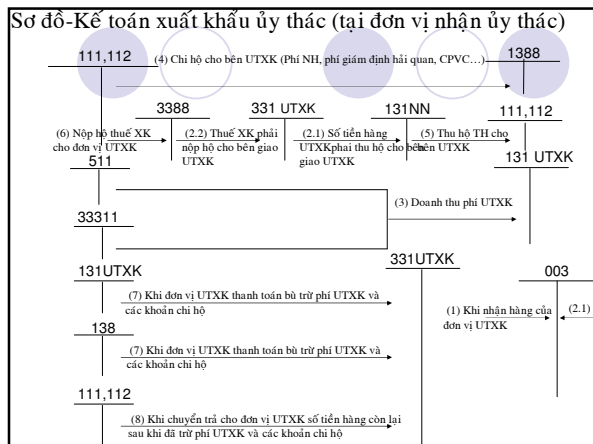 Sơ đồ-Kế toán xuất khẩu ủy thác (tại đơn vị nhận ủy thác)
111,112
(4) Chi hộ cho bên UTXK (Phí NH, phí giám định hải quan, CPVC…)
1388
3388
331 UTXK
131NN
111,112
(6) Nộp hộ thuế XK
cho đơn vị UTXK
(2.2) Thuế XK phải
nộp hộ cho bên giao
UTXK
(2.1) Số tiền hàng
UTXKphai thu hộ cho bên
giao UTXK
(5) Thu hộ TH cho
bên UTXK
511
131 UTXK
33311
(3) Doanh thu phí UTXK
131UTXK
331UTXK
003
(7) Khi đơn vị UTXK thanh toán bù trừ phí UTXK và
các khoản chi hộ
(1) Khi nhận hàng của
đơn vị UTXK
(2.1)
138
(7) Khi đơn vị UTXK thanh toán bù trừ phí UTXK và
các khoản chi hộ
111,112
(8) Khi chuyển trả cho đơn vị UTXK số tiền hàng còn lại
sau khi đã trừ phí UTXK và các khoản chi hộ